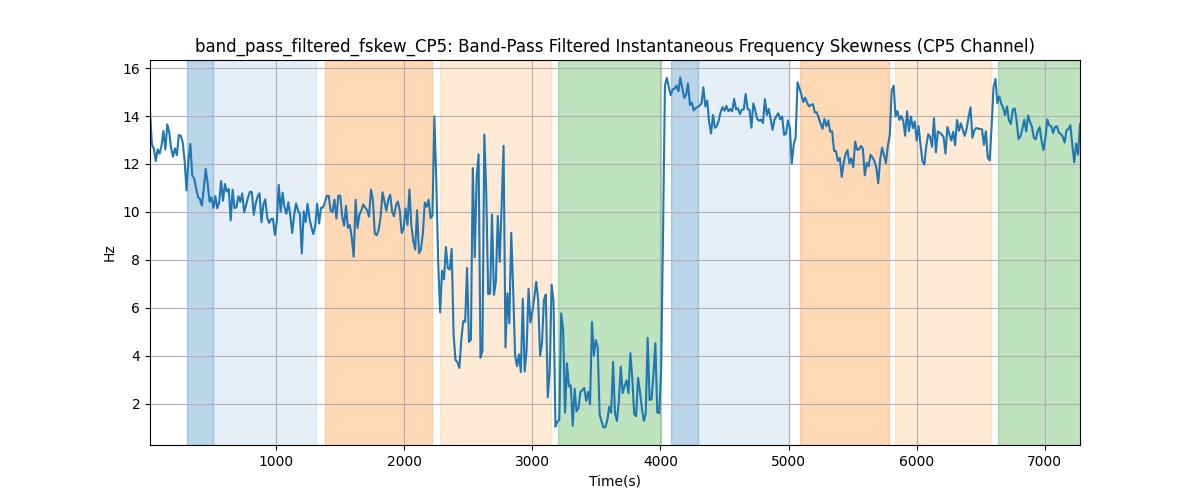 band_pass_filtered_fskew_CP5: Band-Pass Filtered Instantaneous Frequency Skewness (CP5 Channel)
16
14
12
10
8
6
4
2
Hz
1000 2000 3000 4000 5000 6000 7000
Time(s)